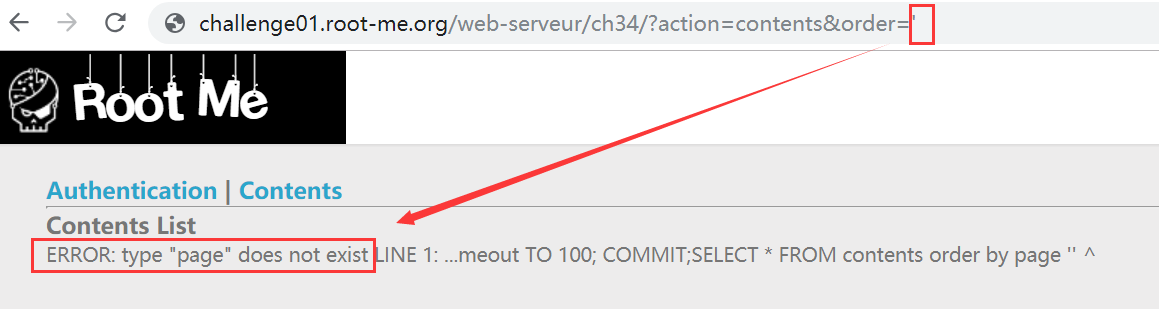 challenge01.root-me.org/web-serveur/ch34/?action=contents&order='
Root Me
Authentication | Contents
Contents List
ERROR: type "page" does not exist LINE 1: ...meout TO 100; COMMIT;SELECT * FROM contents order by page '' ^